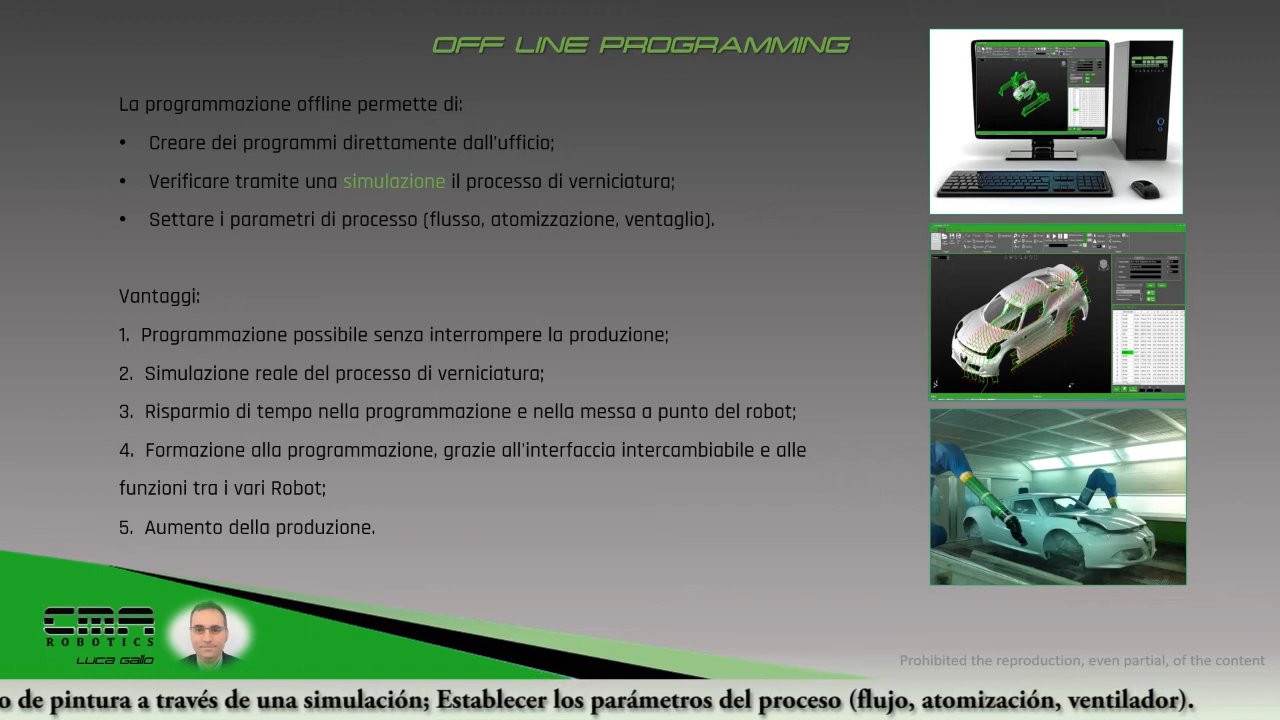 OFF LINE PROGRAMMING
La programmazione offline permette di:
• Creare dei programmi direttamente dall'ufficio;
• Verificare tramite una simulazione il processo di verniciatura;
• Settare i parametri di processo (flusso, atomizzazione, ventaglio).
Vantaggi:
1. Programmazione possibile senza interrompere la produzione;
2. Simulazione reale del processo di verniciatura;
3. Risparmio di tempo nella programmazione e nella messa a punto del robot;
4. Formazione alla programmazione, grazie all'interfaccia intercambiabile e alle
funzioni tra i vari Robot;
5. Aumento della produzione.
CMA
ROBOTICS
CMA
ROBOTICS
Luca Gallo
Prohibited the reproduction, even partial, of the content
o de pintura a través de una simulación; Establecer los parámetros del proceso (flujo, atomización, ventilador).